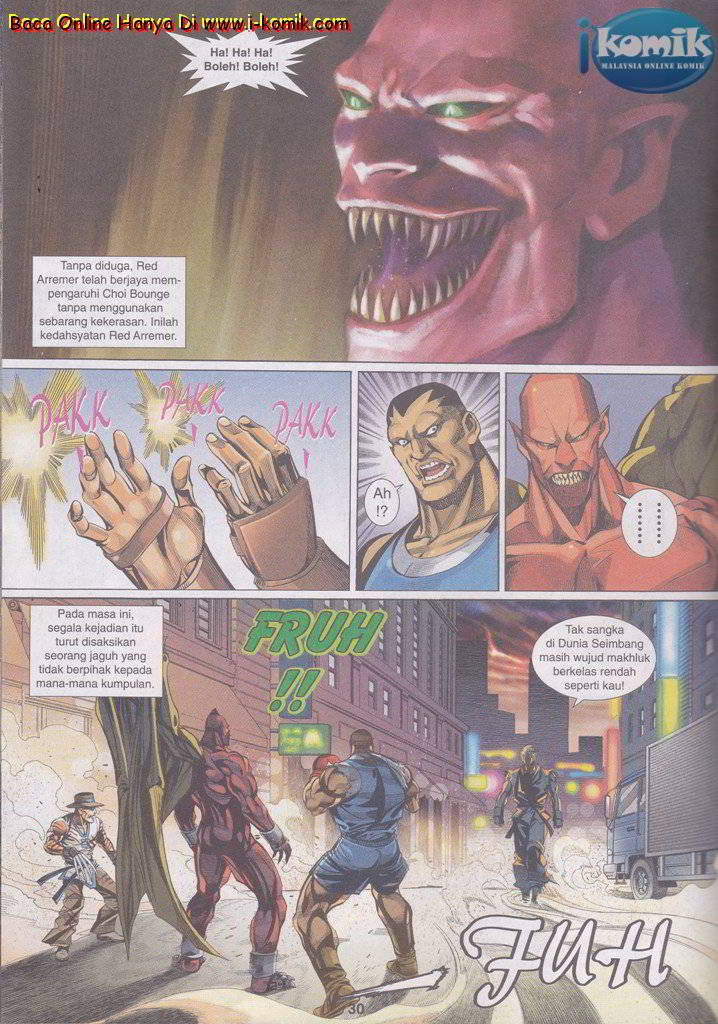 Baca Online Hanya Di www.i-komik.com
i komik
MALAYSIA ONLINE KOMIK
Ha! Ha! Ha!
Boleh! Boleh!
Tanpa diduga, Red
Arremer telah berjaya mem-
pengaruhi Choi Bounge
tanpa menggunakan
sebarang kekerasan. Inilah
kedahsyatan Red Arremer.
PAKK
PAKK
PAKK
!
!
!
Ah
!?
Pada masa ini,
segala kejadian itu
turut disaksikan
seorang jaguh yang
tidak berpihak kepada
mana-mana kumpulan.
FRUH
!!
Tak sangka
di Dunia Seimbang
masih wujud makhluk
berkelas rendah
seperti kau!
FUH
30